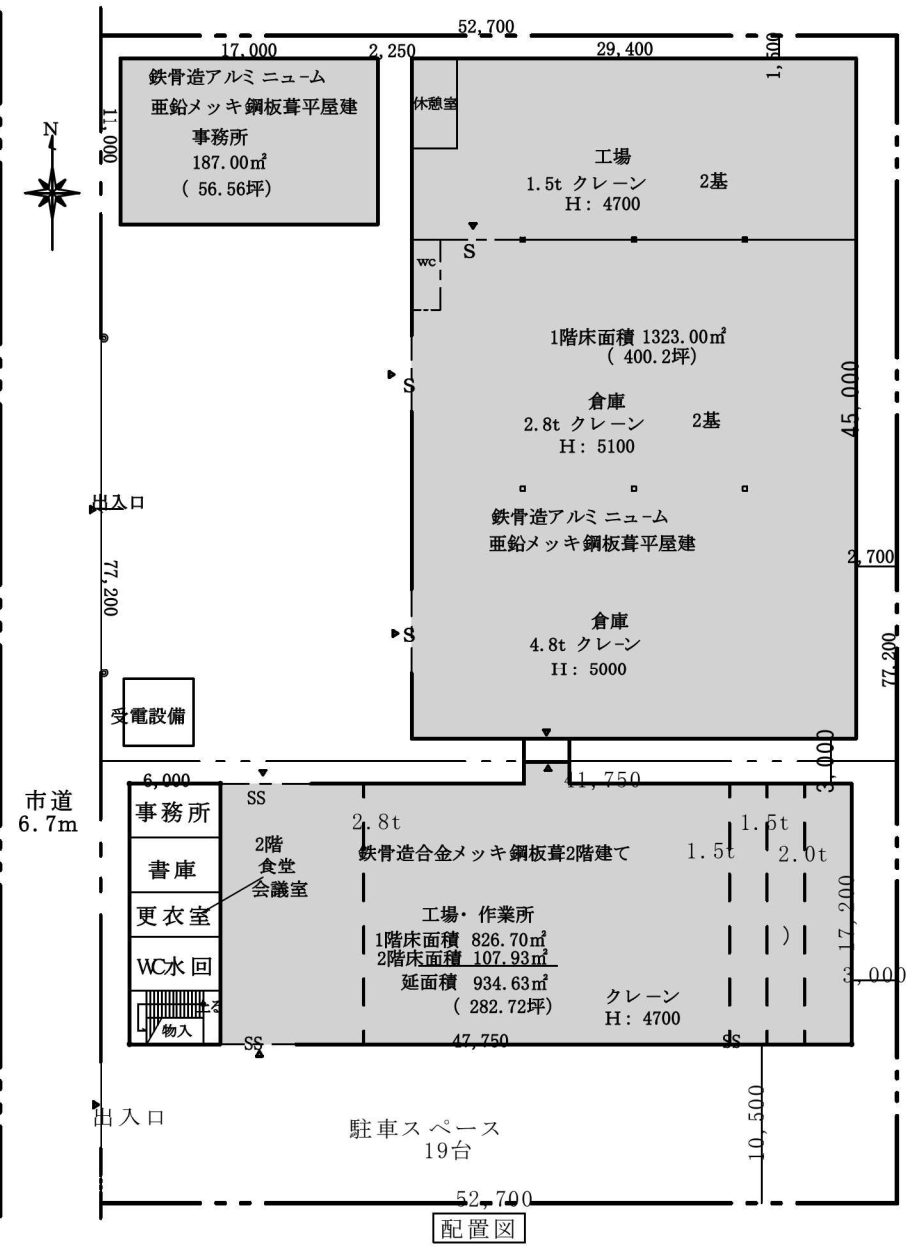 52,700
17,000
2,250
29,400
1,500
鉄骨造アルミニューム
亜鉛メッキ鋼板葺平屋建
事務所
187.00㎡
(56.56坪)
11,000
N
休憩室
工場
1.5t クレーン 2基
H: 4700
S
WC
1階床面積 1323.00㎡
(400.2坪)
S
倉庫
2.8t クレーン 2基
H: 5100
45,000
出入口
鉄骨造アルミニューム
亜鉛メッキ鋼板葺平屋建
2,700
77,200
S
倉庫
4.8t クレーン
H: 5000
77.200
受電設備
3,000
6,000
41,750
市道
6.7m
SS
事務所
書庫
更衣室
WC水回
上る
物入
2階
食堂
会議室
2.8t
1.5t
1.5t
2.0t
鉄骨造合金メッキ鋼板葺2階建て
工場・作業所
1階床面積 826.70㎡
2階床面積 107.93㎡
延面積 934.63㎡
(282.72坪)
クレーン
H: 4700
)
17,200
3,000
SS
47,750
SS
出入口
駐車スペース
19台
10,500
52,700
配置図